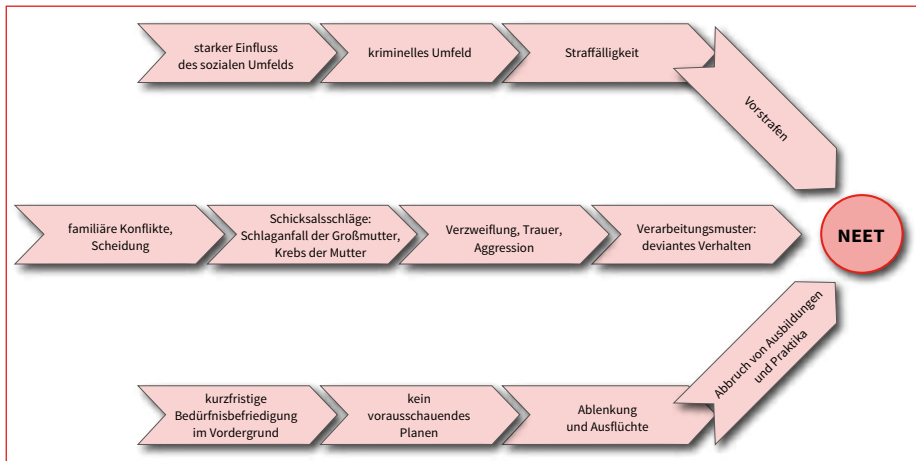 starker Einfluss
des sozialen Umfelds
kriminelles Umfeld
Straffälligkeit
Vorstrafen
familiäre Konflikte,
Scheidung
Schicksalsschläge:
Schlaganfall der Großmutter,
Krebs der Mutter
Verzweiflung, Trauer,
Aggression
Verarbeitungsmuster:
deviantes Verhalten
NEET
kurzfristige
Bedürfnisbefriedigung
im Vordergrund
kein
vorausschauendes
Planen
Ablenkung
und Ausflüchte
Abbruch von Ausbildungen
und Praktika